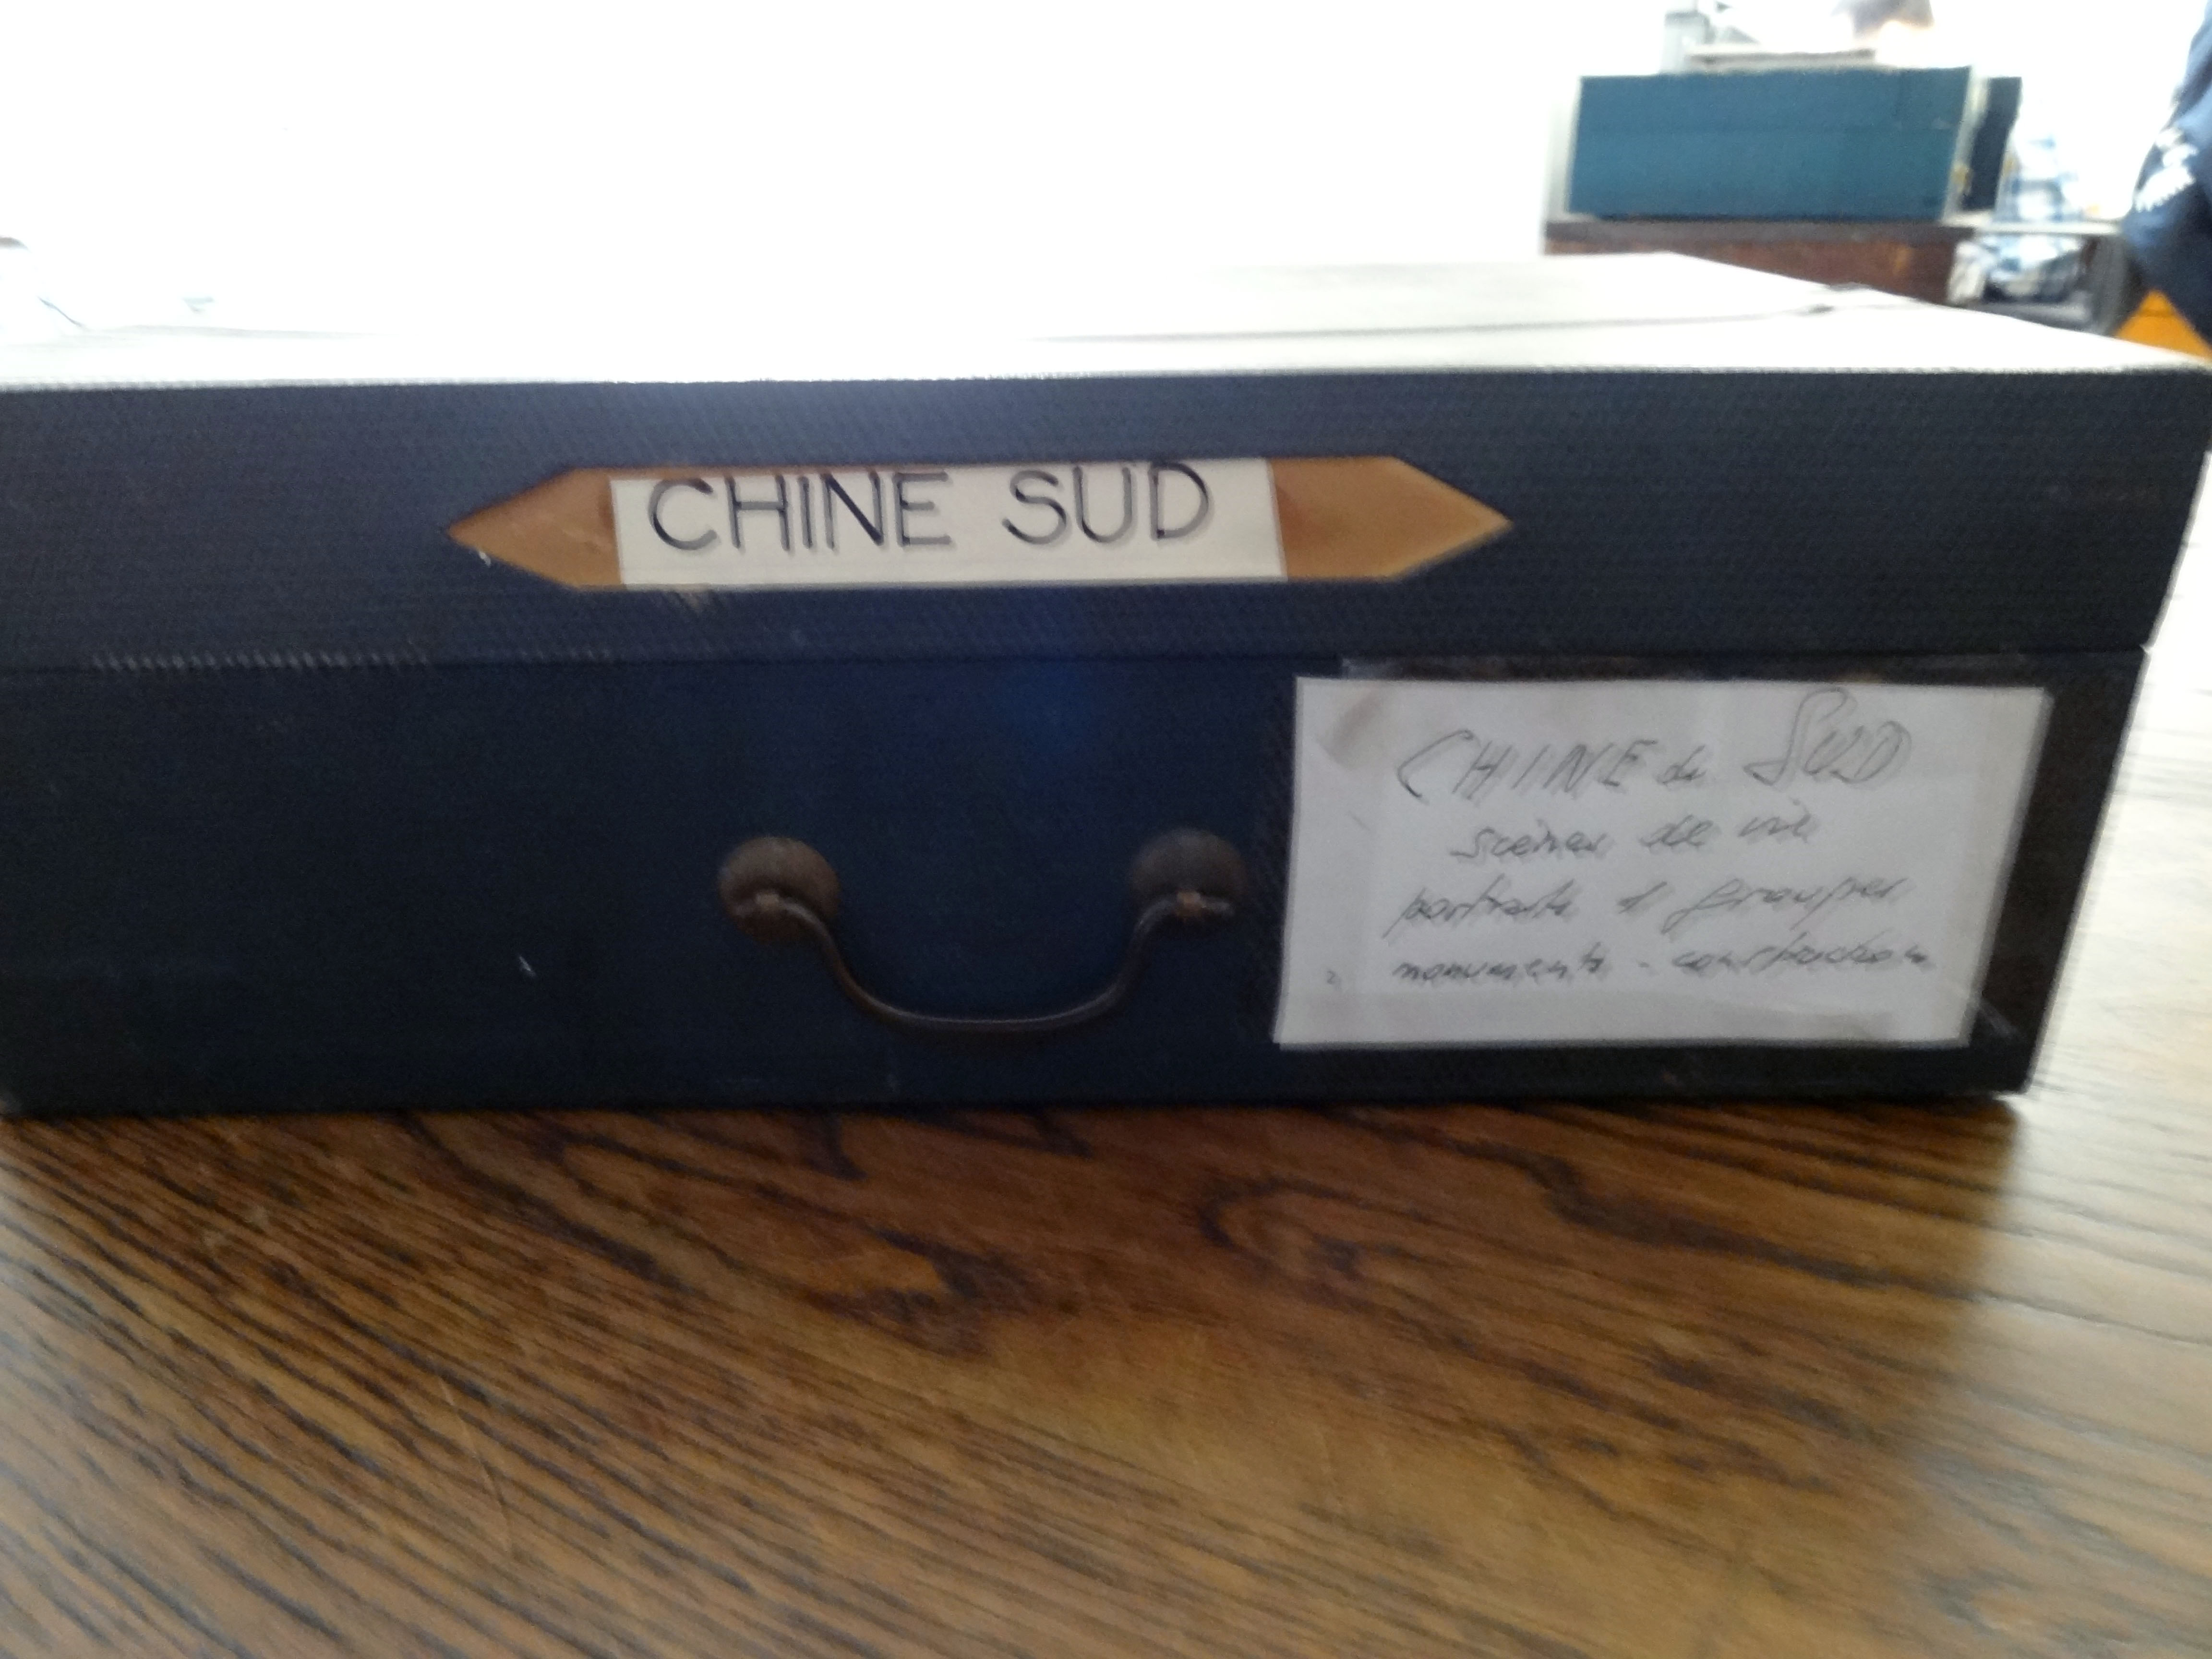 CHINE SUD
CHINE du SUD
scènes de vie
portraits et groupes
monuments - constructions